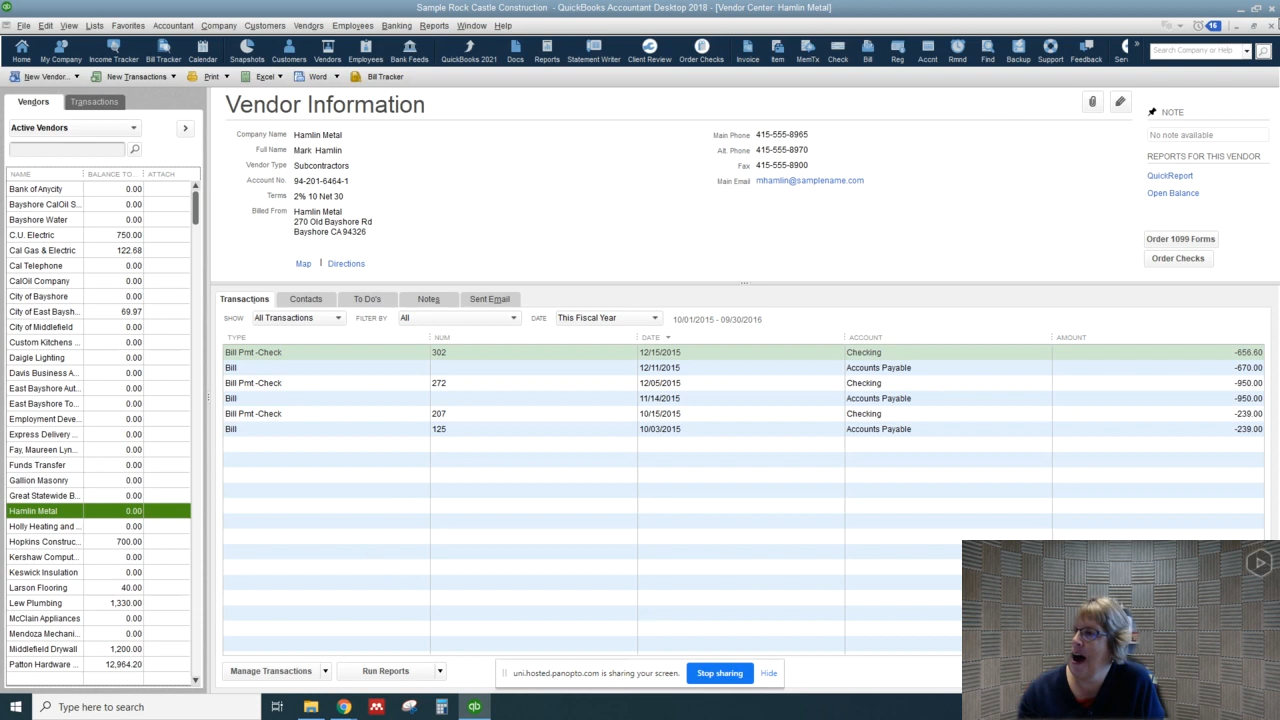 Sample Rock Castle Construction - QuickBooks Accountant Desktop 2018 - [Vendor Center: Hamlin Metal]
File Edit View Lists Favorites Accountant Company Customers Vendors Employees Banking Reports Window Help 16
Home My Company Income Tracker Bill Tracker Calendar Snapshots Customers Vendors Employees Bank Feeds QuickBooks 2021 Docs Reports Statement Writer Client Review Order Checks Invoice Item MemTx Check Bill Reg Accnt Rmnd Find Backup Support Feedback Serv
Search Company or Help
New Vendor... New Transactions Print Excel Word Bill Tracker
Vendors Transactions
Active Vendors
NAME BALANCE TO... ATTACH
Bank of Anycity 0.00
Bayshore CalOil S... 0.00
Bayshore Water 0.00
C.U. Electric 750.00
Cal Gas & Electric 122.68
Cal Telephone 0.00
CalOil Company 0.00
City of Bayshore 0.00
City of East Baysh... 69.97
City of Middlefield 0.00
Custom Kitchens ... 0.00
Daigle Lighting 0.00
Davis Business A... 0.00
East Bayshore Aut... 0.00
East Bayshore To... 0.00
Employment Deve... 0.00
Express Delivery ... 0.00
Fay, Maureen Lyn... 0.00
Funds Transfer 0.00
Gallion Masonry 0.00
Great Statewide B... 0.00
Hamlin Metal 0.00
Holly Heating and ... 0.00
Hopkins Construc... 700.00
Kershaw Comput... 0.00
Keswick Insulation 0.00
Larson Flooring 40.00
Lew Plumbing 1,330.00
McClain Appliances 0.00
Mendoza Mechani... 0.00
Middlefield Drywall 1,200.00
Patton Hardware ... 12,964.20
Vendor Information
Company Name Hamlin Metal
Full Name Mark Hamlin
Vendor Type Subcontractors
Account No. 94-201-6464-1
Terms 2% 10 Net 30
Billed From Hamlin Metal
270 Old Bayshore Rd
Bayshore CA 94326
Map | Directions
Main Phone 415-555-8965
Alt. Phone 415-555-8970
Fax 415-555-8900
Main Email mhamlin@samplename.com
NOTE
No note available
REPORTS FOR THIS VENDOR
QuickReport
Open Balance
Order 1099 Forms
Order Checks
Transactions Contacts To Do's Notes Sent Email
SHOW All Transactions FILTER BY All DATE This Fiscal Year 10/01/2015 - 09/30/2016
TYPE NUM DATE ACCOUNT AMOUNT
Bill Pmt -Check 302 12/15/2015 Checking -656.60
Bill 12/11/2015 Accounts Payable -670.00
Bill Pmt -Check 272 12/05/2015 Checking -950.00
Bill 11/14/2015 Accounts Payable -950.00
Bill Pmt -Check 207 10/15/2015 Checking -239.00
Bill 125 10/03/2015 Accounts Payable -239.00
Manage Transactions Run Reports
uni.hosted.panopto.com is sharing your screen. Stop sharing Hide
Type here to search